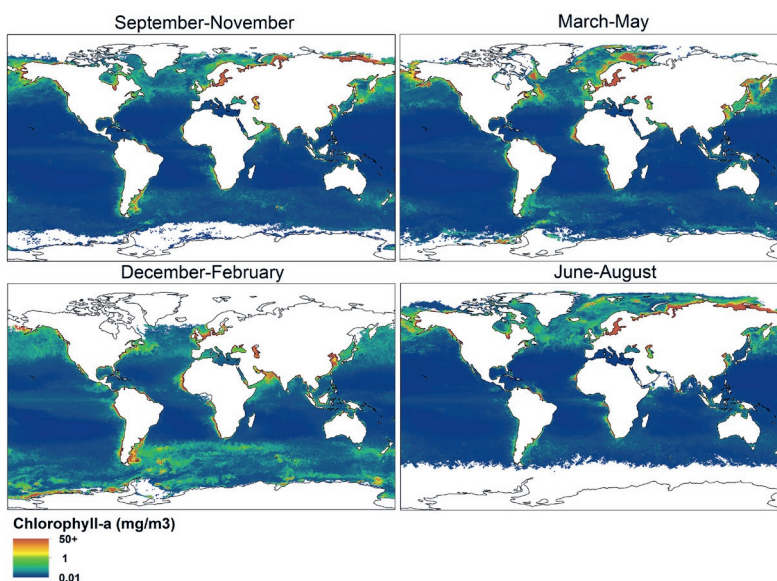 September-November
March-May
December-February
June-August
Chlorophyll-a (mg/m3)
50+
1
0.01